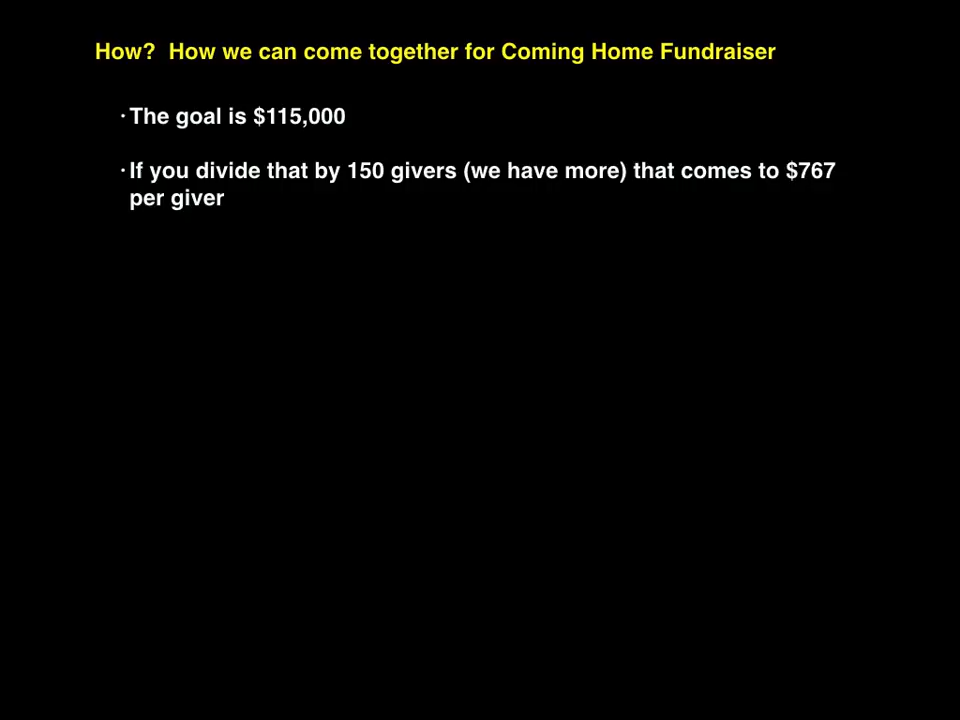 How?  How we can come together for Coming Home Fundraiser
· The goal is $115,000
· If you divide that by 150 givers (we have more) that comes to $767
per giver